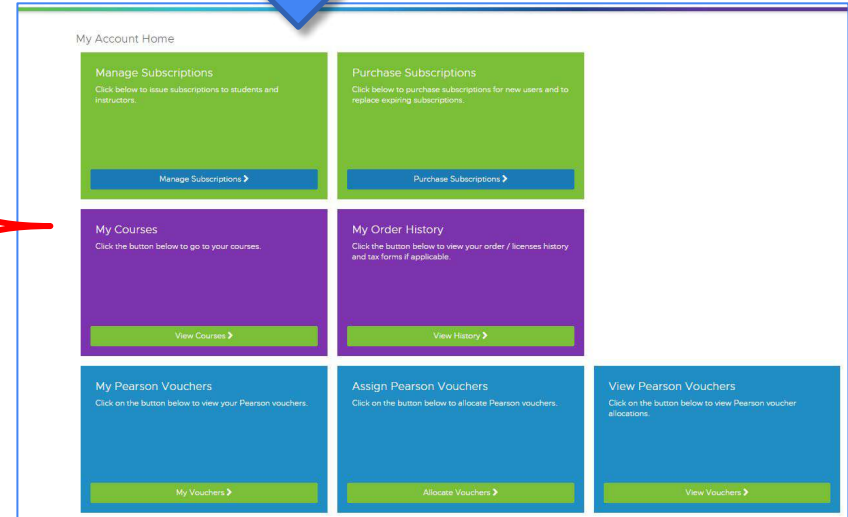 My Account Home
Manage Subscriptions
Click below to issue subscriptions to students and
instructors.
Manage Subscriptions
Purchase Subscriptions
Click below to purchase subscriptions for new users and to
replace expiring subscriptions.
Purchase Subscriptions
My Courses
Click the button below to go to your courses.
View Courses
My Order History
Click the button below to view your order / licenses history
and tax forms if applicable.
View History
My Pearson Vouchers
Click on the button below to view your Pearson vouchers.
My Vouchers
Assign Pearson Vouchers
Click on the button below to allocate Pearson vouchers.
Allocate Vouchers
View Pearson Vouchers
Click on the button below to view Pearson voucher
allocations.
View Vouchers